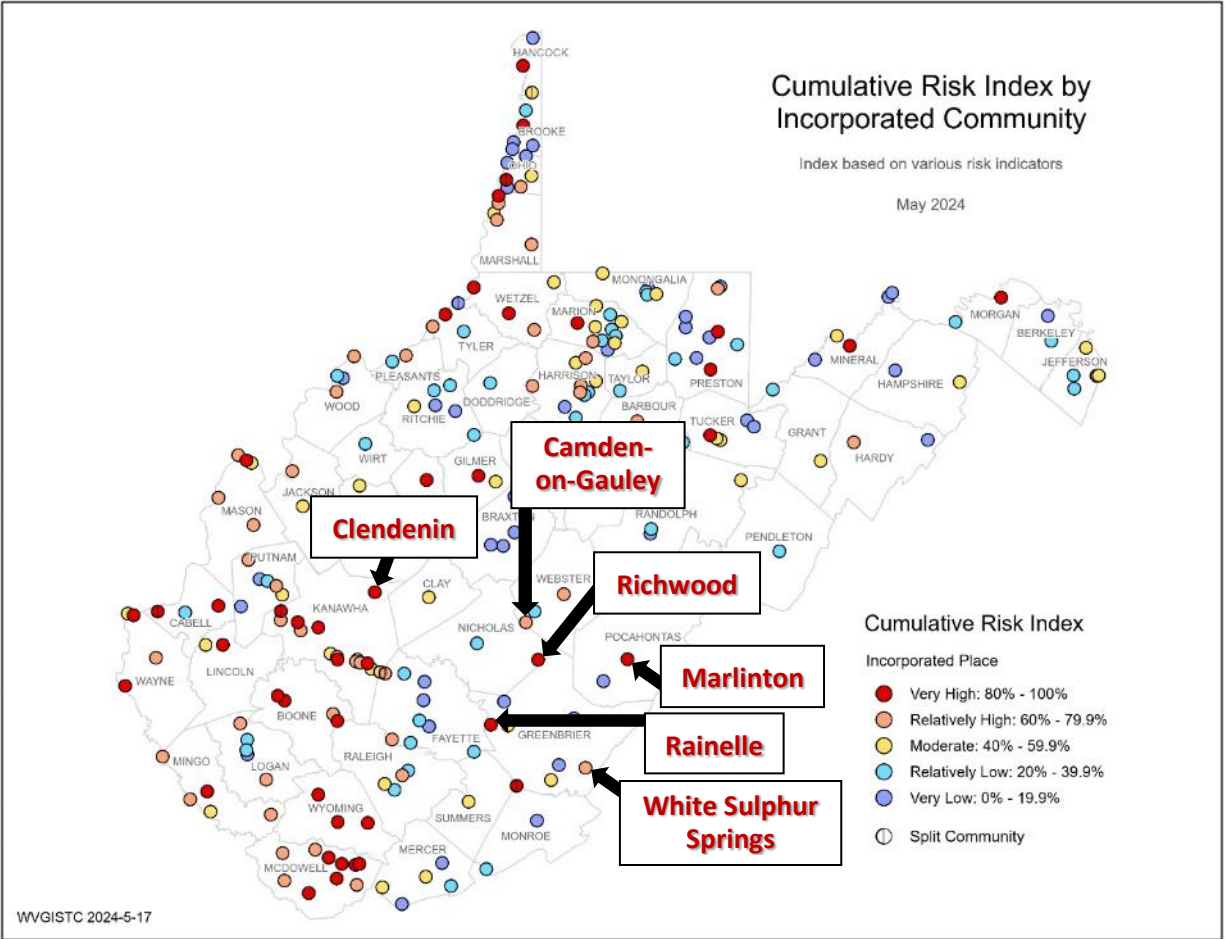 Cumulative Risk Index by
Incorporated Community
Index based on various risk indicators
May 2024
HANCOCK
BROOKE
OHIO
MARSHALL
MONONGALIA
WETZEL
MARION
MORGAN
BERKELEY
TYLER
MINERAL
JEFFERSON
PLEASANTS
HARRISON
TAYLOR
PRESTON
HAMPSHIRE
WOOD
DODDRIDGE
BARBOUR
RITCHIE
TUCKER
GRANT
WIRT
GILMER
HARDY
Camden-
on-Gauley
JACKSON
MASON
RANDOLPH
Clendenin
PENDLETON
PUTNAM
CLAY
WEBSTER
Richwood
KANAWHA
CABELL
NICHOLAS
POCAHONTAS
LINCOLN
WAYNE
Marlinton
BOONE
FAYETTE
GREENBRIER
Rainelle
RALEIGH
MINGO
LOGAN
WYOMING
SUMMERS
White Sulphur
Springs
MONROE
MERCER
MCDOWELL
Cumulative Risk Index
Incorporated Place
Very High: 80% - 100%
Relatively High: 60% - 79.9%
Moderate: 40% - 59.9%
Relatively Low: 20% - 39.9%
Very Low: 0% - 19.9%
Split Community
WVGISTC 2024-5-17